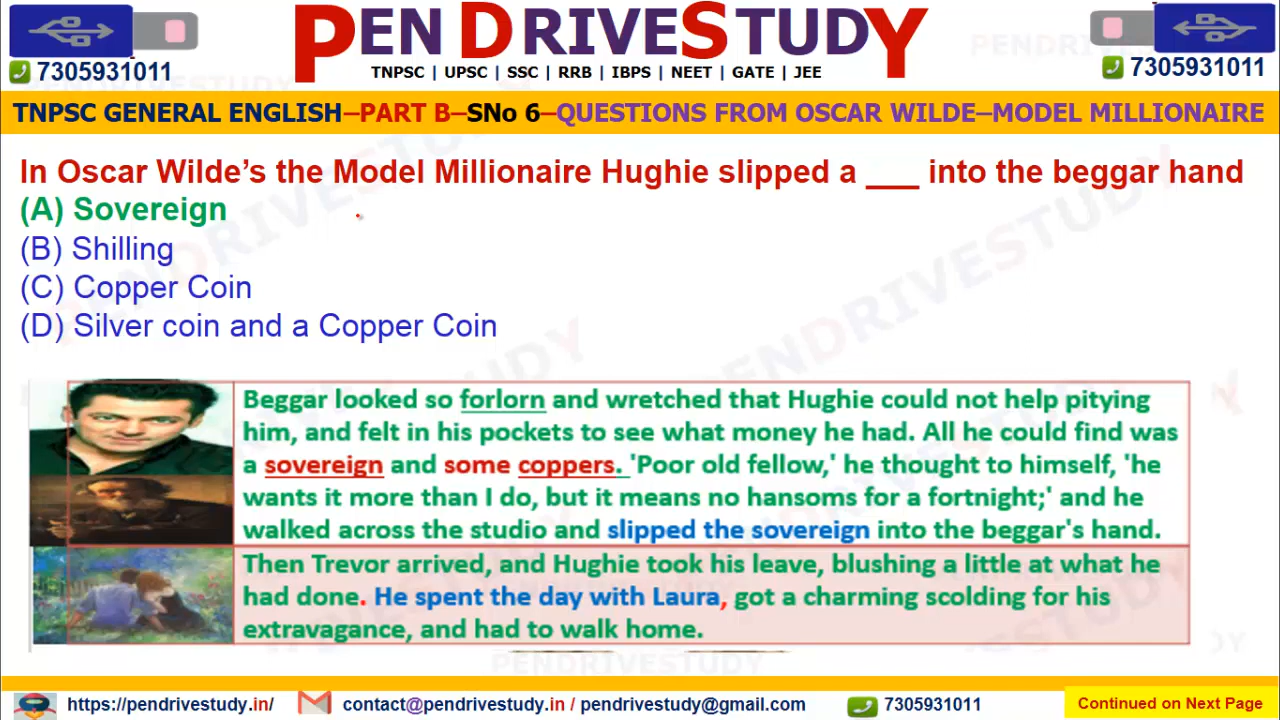 PEN DRIVESTUDY
7305931011
TNPSC | UPSC | SSC | RRB | IBPS | NEET | GATE | JEE
7305931011
TNPSC GENERAL ENGLISH–PART B–SNo 6–QUESTIONS FROM OSCAR WILDE–MODEL MILLIONAIRE
In Oscar Wilde's the Model Millionaire Hughie slipped a ___ into the beggar hand
(A) Sovereign
(B) Shilling
(C) Copper Coin
(D) Silver coin and a Copper Coin
Beggar looked so forlorn and wretched that Hughie could not help pitying
him, and felt in his pockets to see what money he had. All he could find was
a sovereign and some coppers. 'Poor old fellow,' he thought to himself, 'he
wants it more than I do, but it means no hansoms for a fortnight;' and he
walked across the studio and slipped the sovereign into the beggar's hand.
Then Trevor arrived, and Hughie took his leave, blushing a little at what he
had done. He spent the day with Laura, got a charming scolding for his
extravagance, and had to walk home.
PENDRIVESTUDY
https://pendrivestudy.in/
contact@pendrivestudy.in / pendrivestudy@gmail.com
7305931011
Continued on Next Page